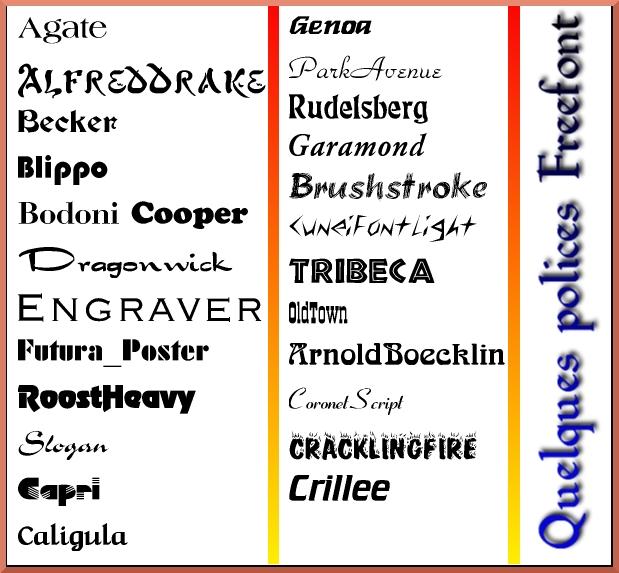 Agate
ALFREDDRAKE
Becker
Blippo
Bodoni Cooper
Dragonwick
ENGRAVER
Futura_Poster
RoostHeavy
Slogan
Capri
Caligula
Genoa
ParkAvenue
Rudelsberg
Garamond
Brushstroke
CuneiFontLight
TRIBECA
OldTown
ArnoldBoecklin
CoronetScript
CRACKLINGFIRE
Crillee
Quelques polices Freefont